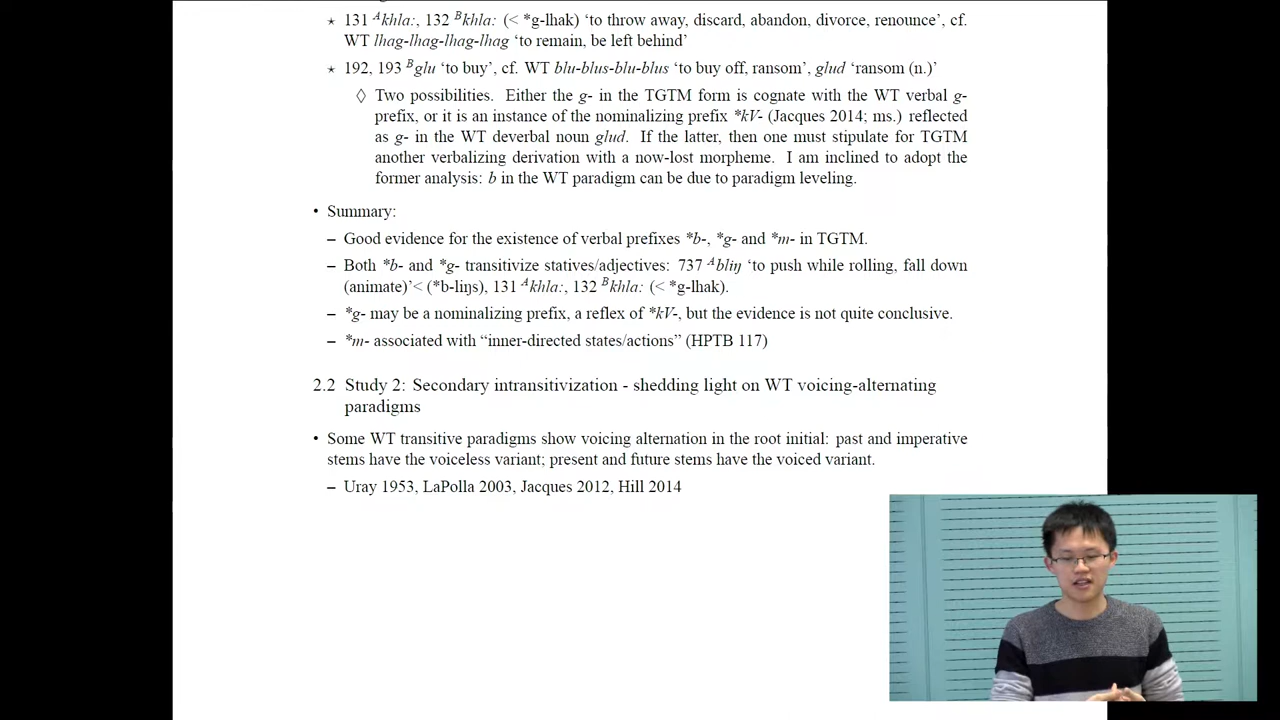 ⋆ 131 ᴬkhla:, 132 ᴮkhla: (< *g-lhak) ‘to throw away, discard, abandon, divorce, renounce’, cf.
WT lhag-lhag-lhag-lhag ‘to remain, be left behind’
⋆ 192, 193 ᴮglu ‘to buy’, cf. WT blu-blus-blu-blus ‘to buy off, ransom’, glud ‘ransom (n.)’
◊ Two possibilities. Either the g- in the TGTM form is cognate with the WT verbal g-
prefix, or it is an instance of the nominalizing prefix *kV- (Jacques 2014; ms.) reflected
as g- in the WT deverbal noun glud. If the latter, then one must stipulate for TGTM
another verbalizing derivation with a now-lost morpheme. I am inclined to adopt the
former analysis: b in the WT paradigm can be due to paradigm leveling.
• Summary:
– Good evidence for the existence of verbal prefixes *b-, *g- and *m- in TGTM.
– Both *b- and *g- transitivize statives/adjectives: 737 ᴬbliŋ ‘to push while rolling, fall down
(animate)’< (*b-liŋs), 131 ᴬkhla:, 132 ᴮkhla: (< *g-lhak).
– *g- may be a nominalizing prefix, a reflex of *kV-, but the evidence is not quite conclusive.
– *m- associated with “inner-directed states/actions” (HPTB 117)
2.2 Study 2: Secondary intransitivization - shedding light on WT voicing-alternating
paradigms
• Some WT transitive paradigms show voicing alternation in the root initial: past and imperative
stems have the voiceless variant; present and future stems have the voiced variant.
– Uray 1953, LaPolla 2003, Jacques 2012, Hill 2014